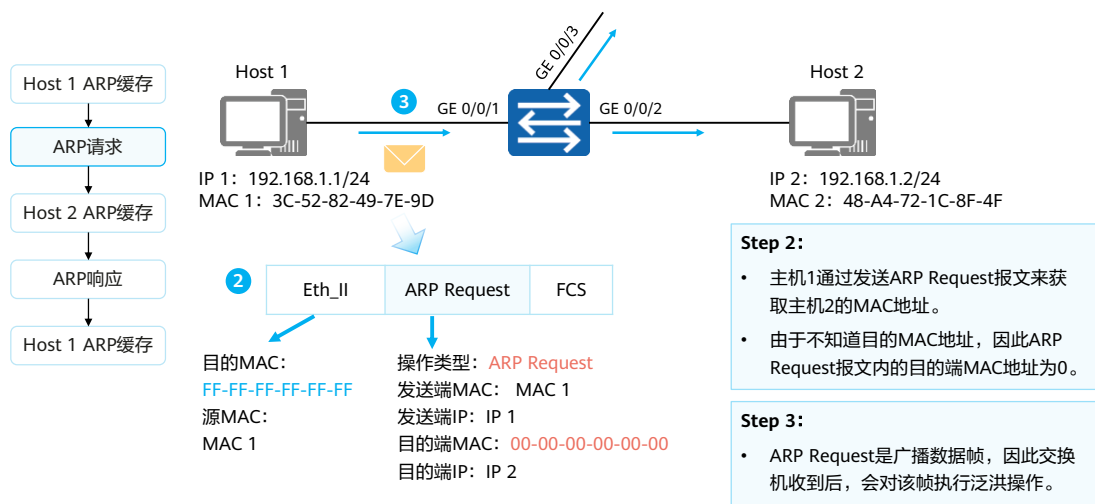 Host 1 ARP缓存
ARP请求
Host 2 ARP缓存
ARP响应
Host 1 ARP缓存
Host 1
3
GE 0/0/1
GE 0/0/3
GE 0/0/2
Host 2
IP 1：192.168.1.1/24
MAC 1：3C-52-82-49-7E-9D
IP 2：192.168.1.2/24
MAC 2：48-A4-72-1C-8F-4F
2
Eth_II
ARP Request
FCS
目的MAC：
FF-FF-FF-FF-FF-FF
源MAC：
MAC 1
操作类型：ARP Request
发送端MAC： MAC 1
发送端IP：IP 1
目的端MAC：00-00-00-00-00-00
目的端IP：IP 2
Step 2：
• 主机1通过发送ARP Request报文来获
取主机2的MAC地址。
• 由于不知道目的MAC地址，因此ARP
Request报文内的目的端MAC地址为0。
Step 3：
• ARP Request是广播数据帧，因此交换
机收到后，会对该帧执行泛洪操作。